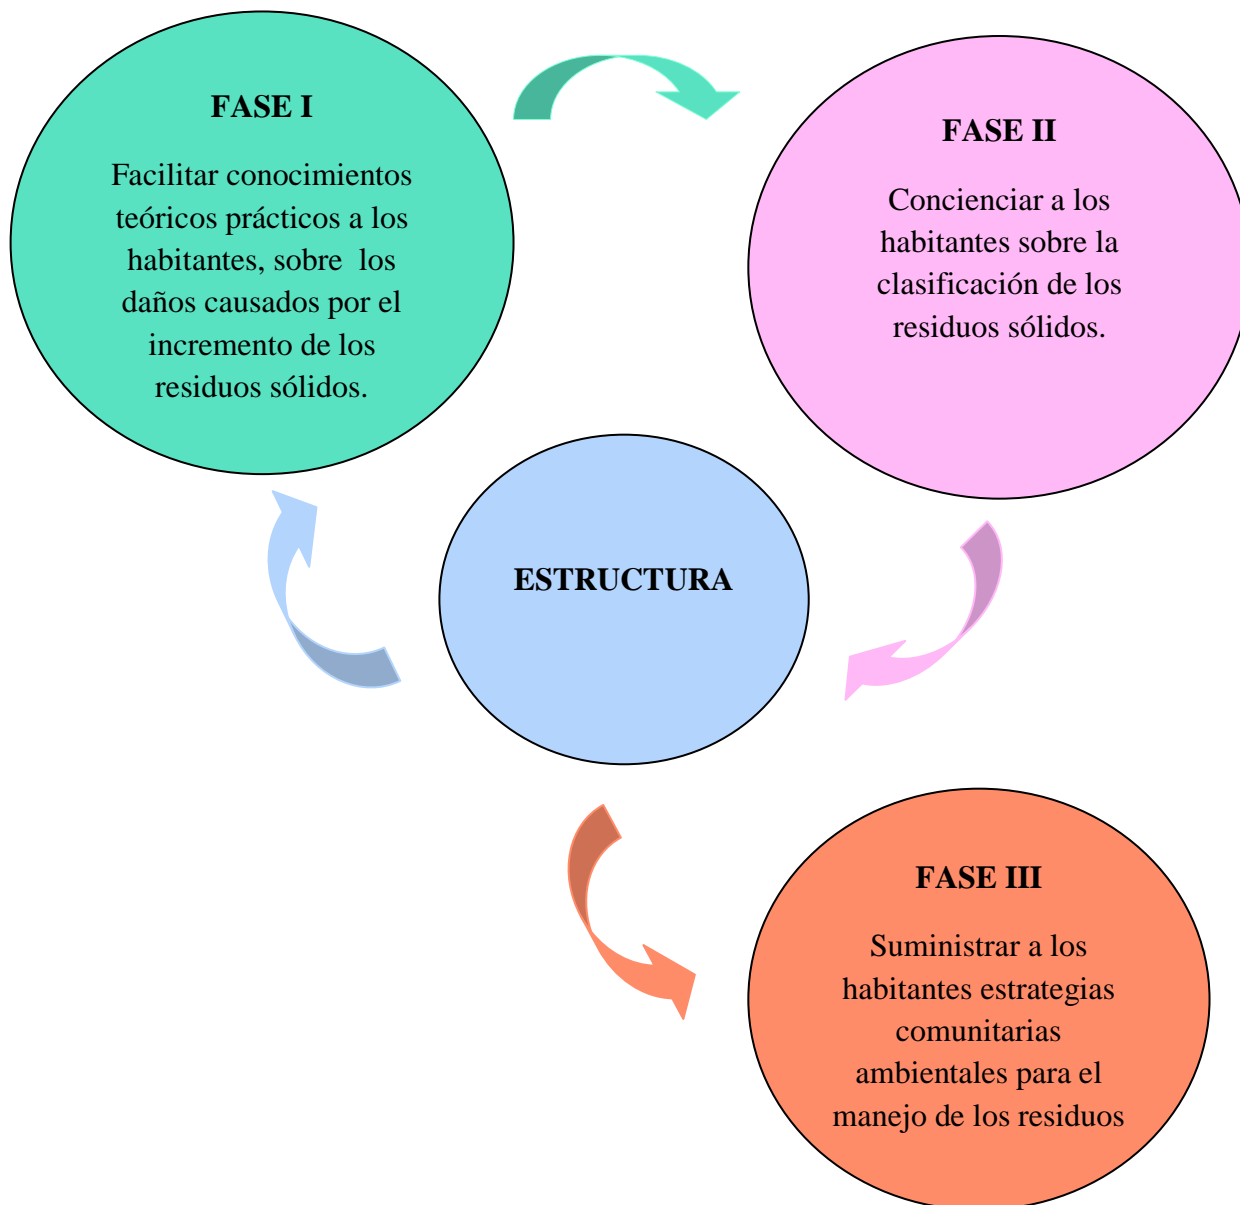 FASE I
Facilitar conocimientos
teóricos prácticos a los
habitantes, sobre  los
daños causados por el
incremento de los
residuos sólidos.
FASE II
Concienciar a los
habitantes sobre la
clasificación de los
residuos sólidos.
ESTRUCTURA
FASE III
Suministrar a los
habitantes estrategias
comunitarias
ambientales para el
manejo de los residuos